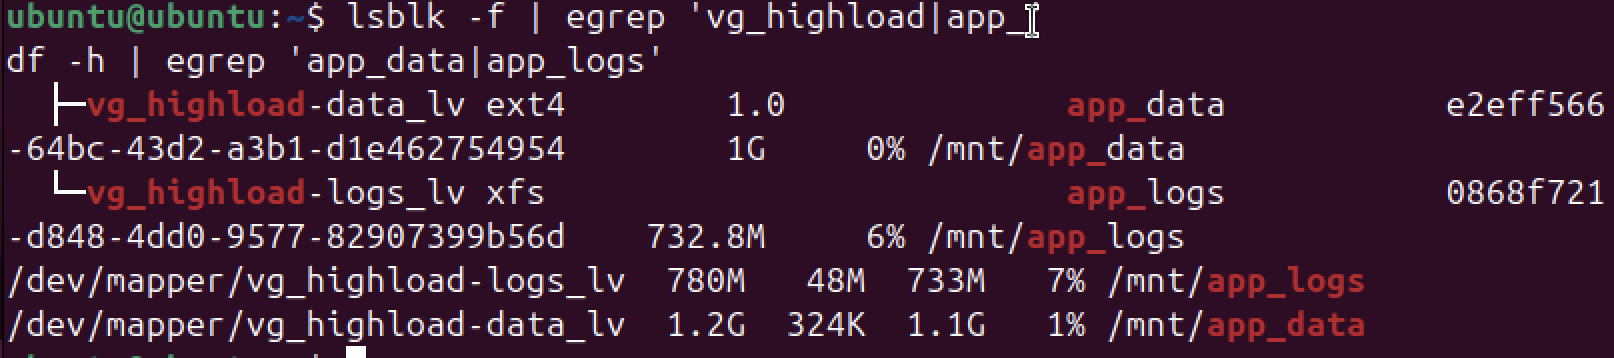 ubuntu@ubuntu:~$ lsblk -f | egrep 'vg_highload|app_
df -h | egrep 'app_data|app_logs'
├─vg_highload-data_lv ext4 1.0 app_data e2eff566
-64bc-43d2-a3b1-d1e462754954 1G 0% /mnt/app_data
└─vg_highload-logs_lv xfs app_logs 0868f721
-d848-4dd0-9577-82907399b56d 732.8M 6% /mnt/app_logs
/dev/mapper/vg_highload-logs_lv 780M 48M 733M 7% /mnt/app_logs
/dev/mapper/vg_highload-data_lv 1.2G 324K 1.1G 1% /mnt/app_data